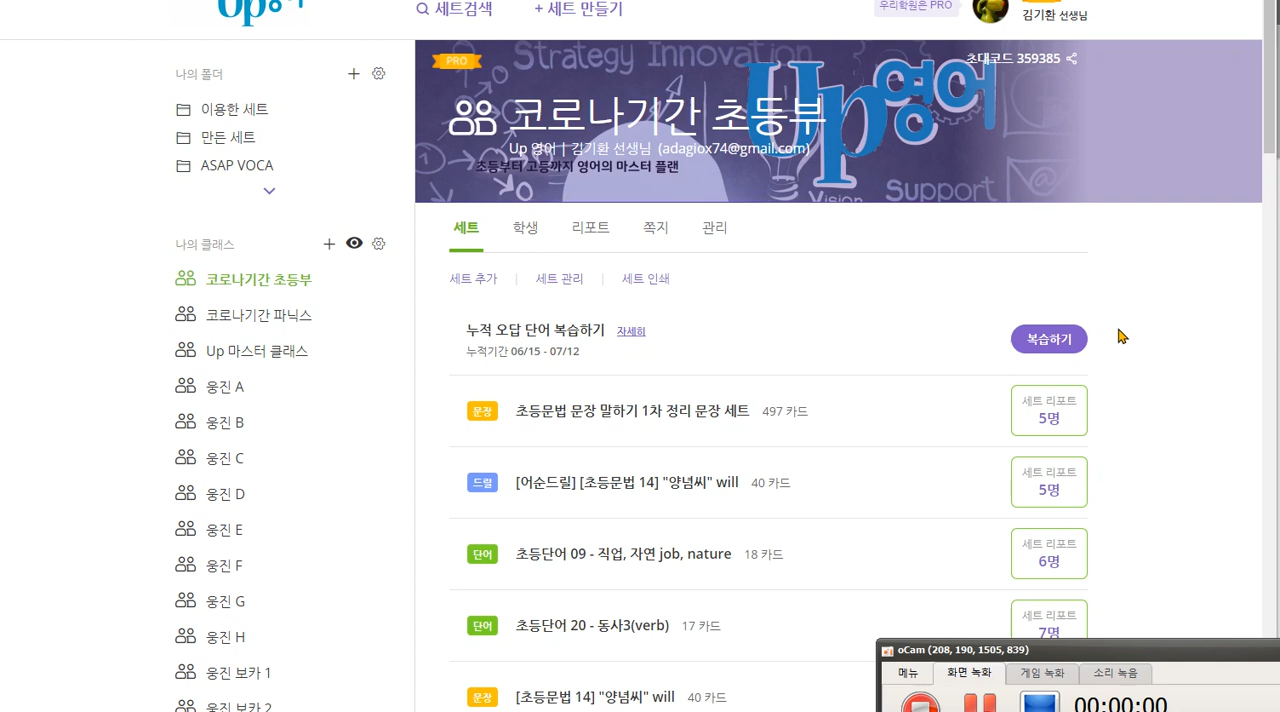 Up영어
세트검색
+ 세트 만들기
우리학원은 PRO
김기환 선생님
나의 폴더
이용한 세트
만든 세트
ASAP VOCA
나의 클래스
코로나기간 초등부
코로나기간 파닉스
Up 마스터 클래스
웅진 A
웅진 B
웅진 C
웅진 D
웅진 E
웅진 F
웅진 G
웅진 H
웅진 보카 1
웅진 보카 2
PRO
Strategy Innovation
초대코드 359385
Up영어
코로나기간 초등부
Up 영어 | 김기환 선생님 (adagiox74@gmail.com)
초등부터 고등까지 영어의 마스터 플랜
Vision
Support
세트
학생
리포트
쪽지
관리
세트 추가 | 세트 관리 | 세트 인쇄
누적 오답 단어 복습하기 자세히
누적기간 06/15 - 07/12
복습하기
문장 초등문법 문장 말하기 1차 정리 문장 세트 497 카드
세트 리포트
5명
드릴 [어순드릴] [초등문법 14] "양념씨" will 40 카드
세트 리포트
5명
단어 초등단어 09 - 직업, 자연 job, nature 18 카드
세트 리포트
6명
단어 초등단어 20 - 동사3(verb) 17 카드
세트 리포트
7명
문장 [초등문법 14] "양념씨" will 40 카드
oCam (208, 190, 1505, 839)
메뉴
화면 녹화
게임 녹화
소리 녹음
00:00:00